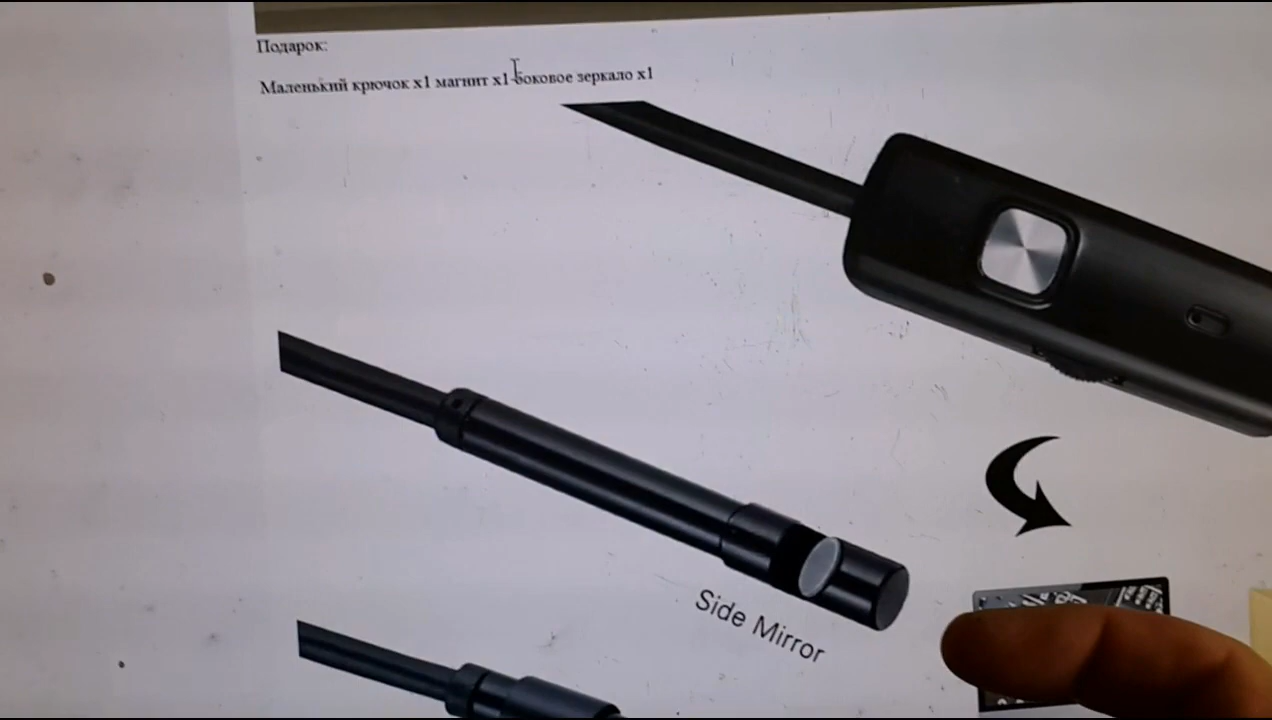 Подарок:
Маленький крючок x1 магнит x1 боковое зеркало x1
Side Mirror